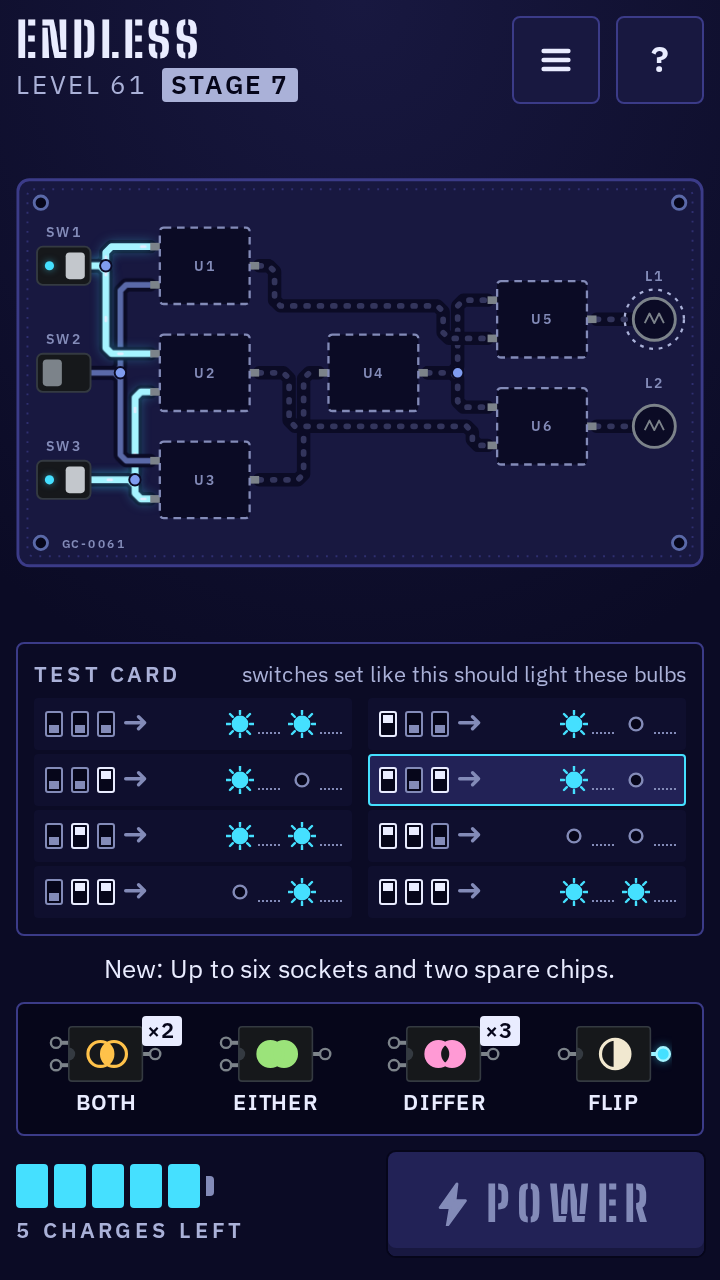 ENDLESS
LEVEL 61 STAGE 7
?
SW1
SW2
SW3
U1
U2
U3
U4
U5
U6
L1
L2
GC-0061
TEST CARD
switches set like this should light these bulbs
New: Up to six sockets and two spare chips.
×2
×3
BOTH
EITHER
DIFFER
FLIP
5 CHARGES LEFT
POWER